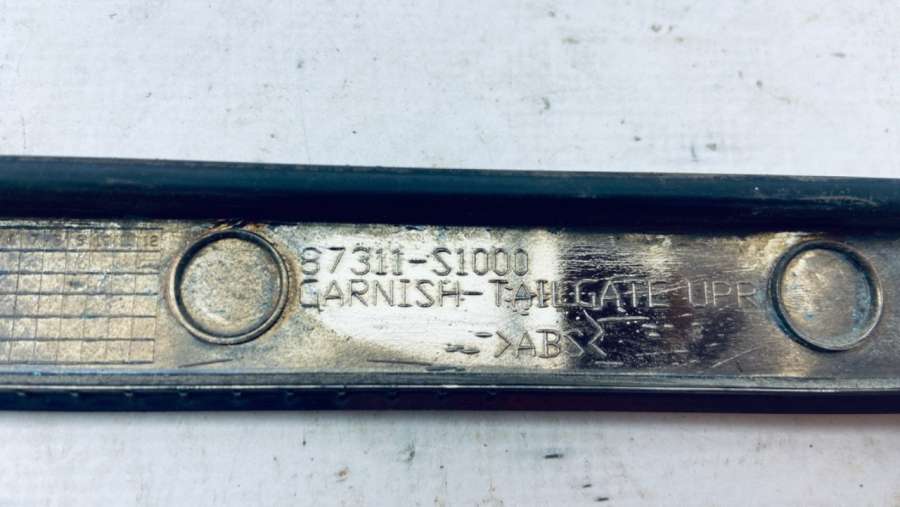 87311-S1000
GARNISH-TAILGATE UPR
>ABS<